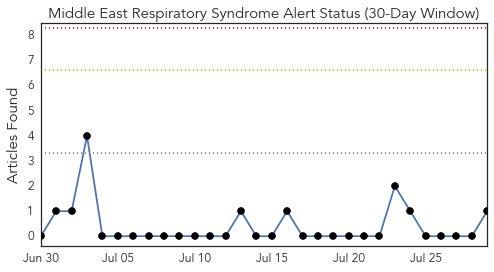 Middle East Respiratory Syndrome Alert Status (30-Day Window)
Articles Found
8
7
6
5
4
3
2
1
0
Jun 30
Jul 05
Jul 10
Jul 15
Jul 20
Jul 25